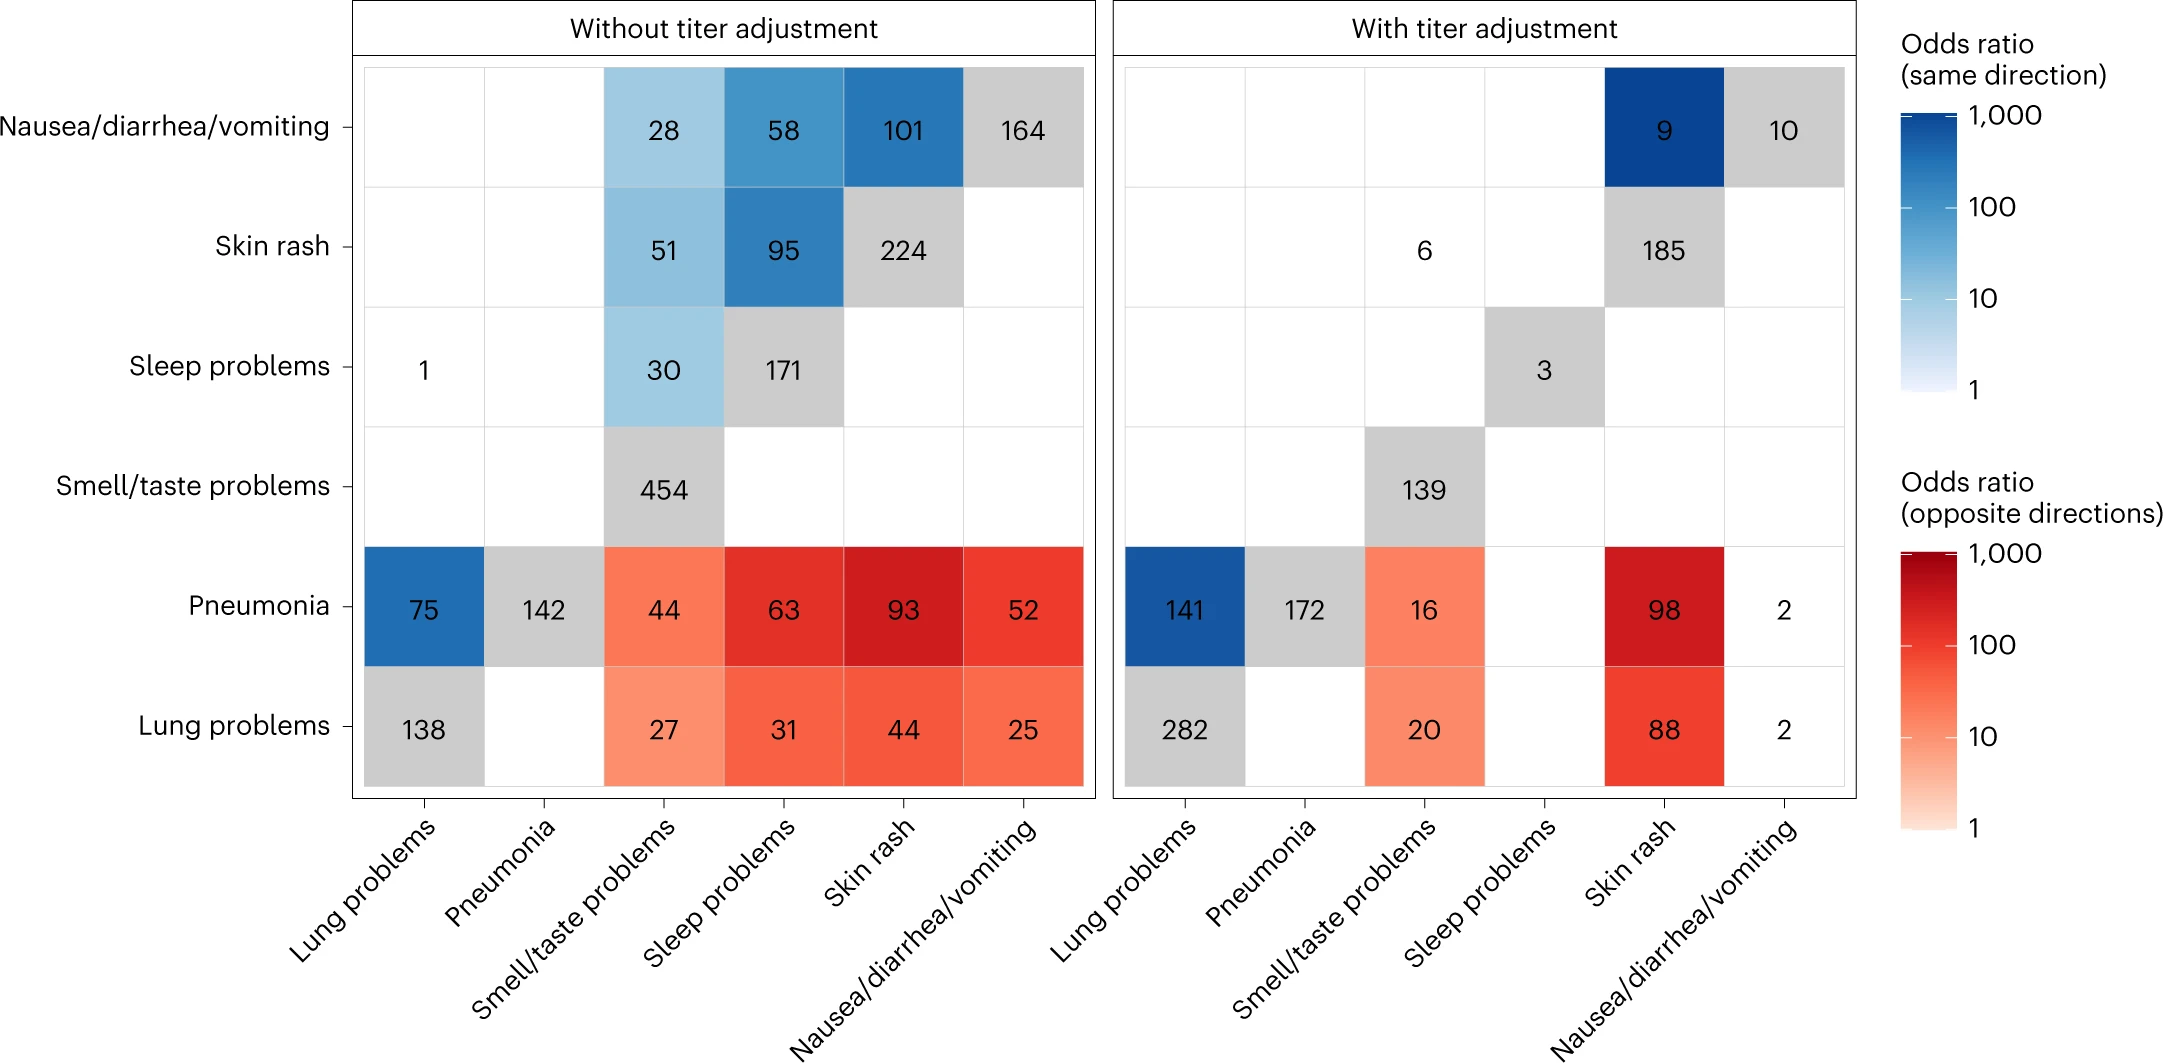 Without titer adjustment
With titer adjustment
Nausea/diarrhea/vomiting
28 58 101 164
9 10
Skin rash
51 95 224
6 185
Sleep problems
1 30 171
3
Smell/taste problems
454
139
Pneumonia
75 142 44 63 93 52
141 172 16 98 2
Lung problems
138 27 31 44 25
282 20 88 2
Lung problems
Pneumonia
Smell/taste problems
Sleep problems
Skin rash
Nausea/diarrhea/vomiting
Lung problems
Pneumonia
Smell/taste problems
Sleep problems
Skin rash
Nausea/diarrhea/vomiting
Odds ratio
(same direction)
1,000
100
10
1
Odds ratio
(opposite directions)
1,000
100
10
1